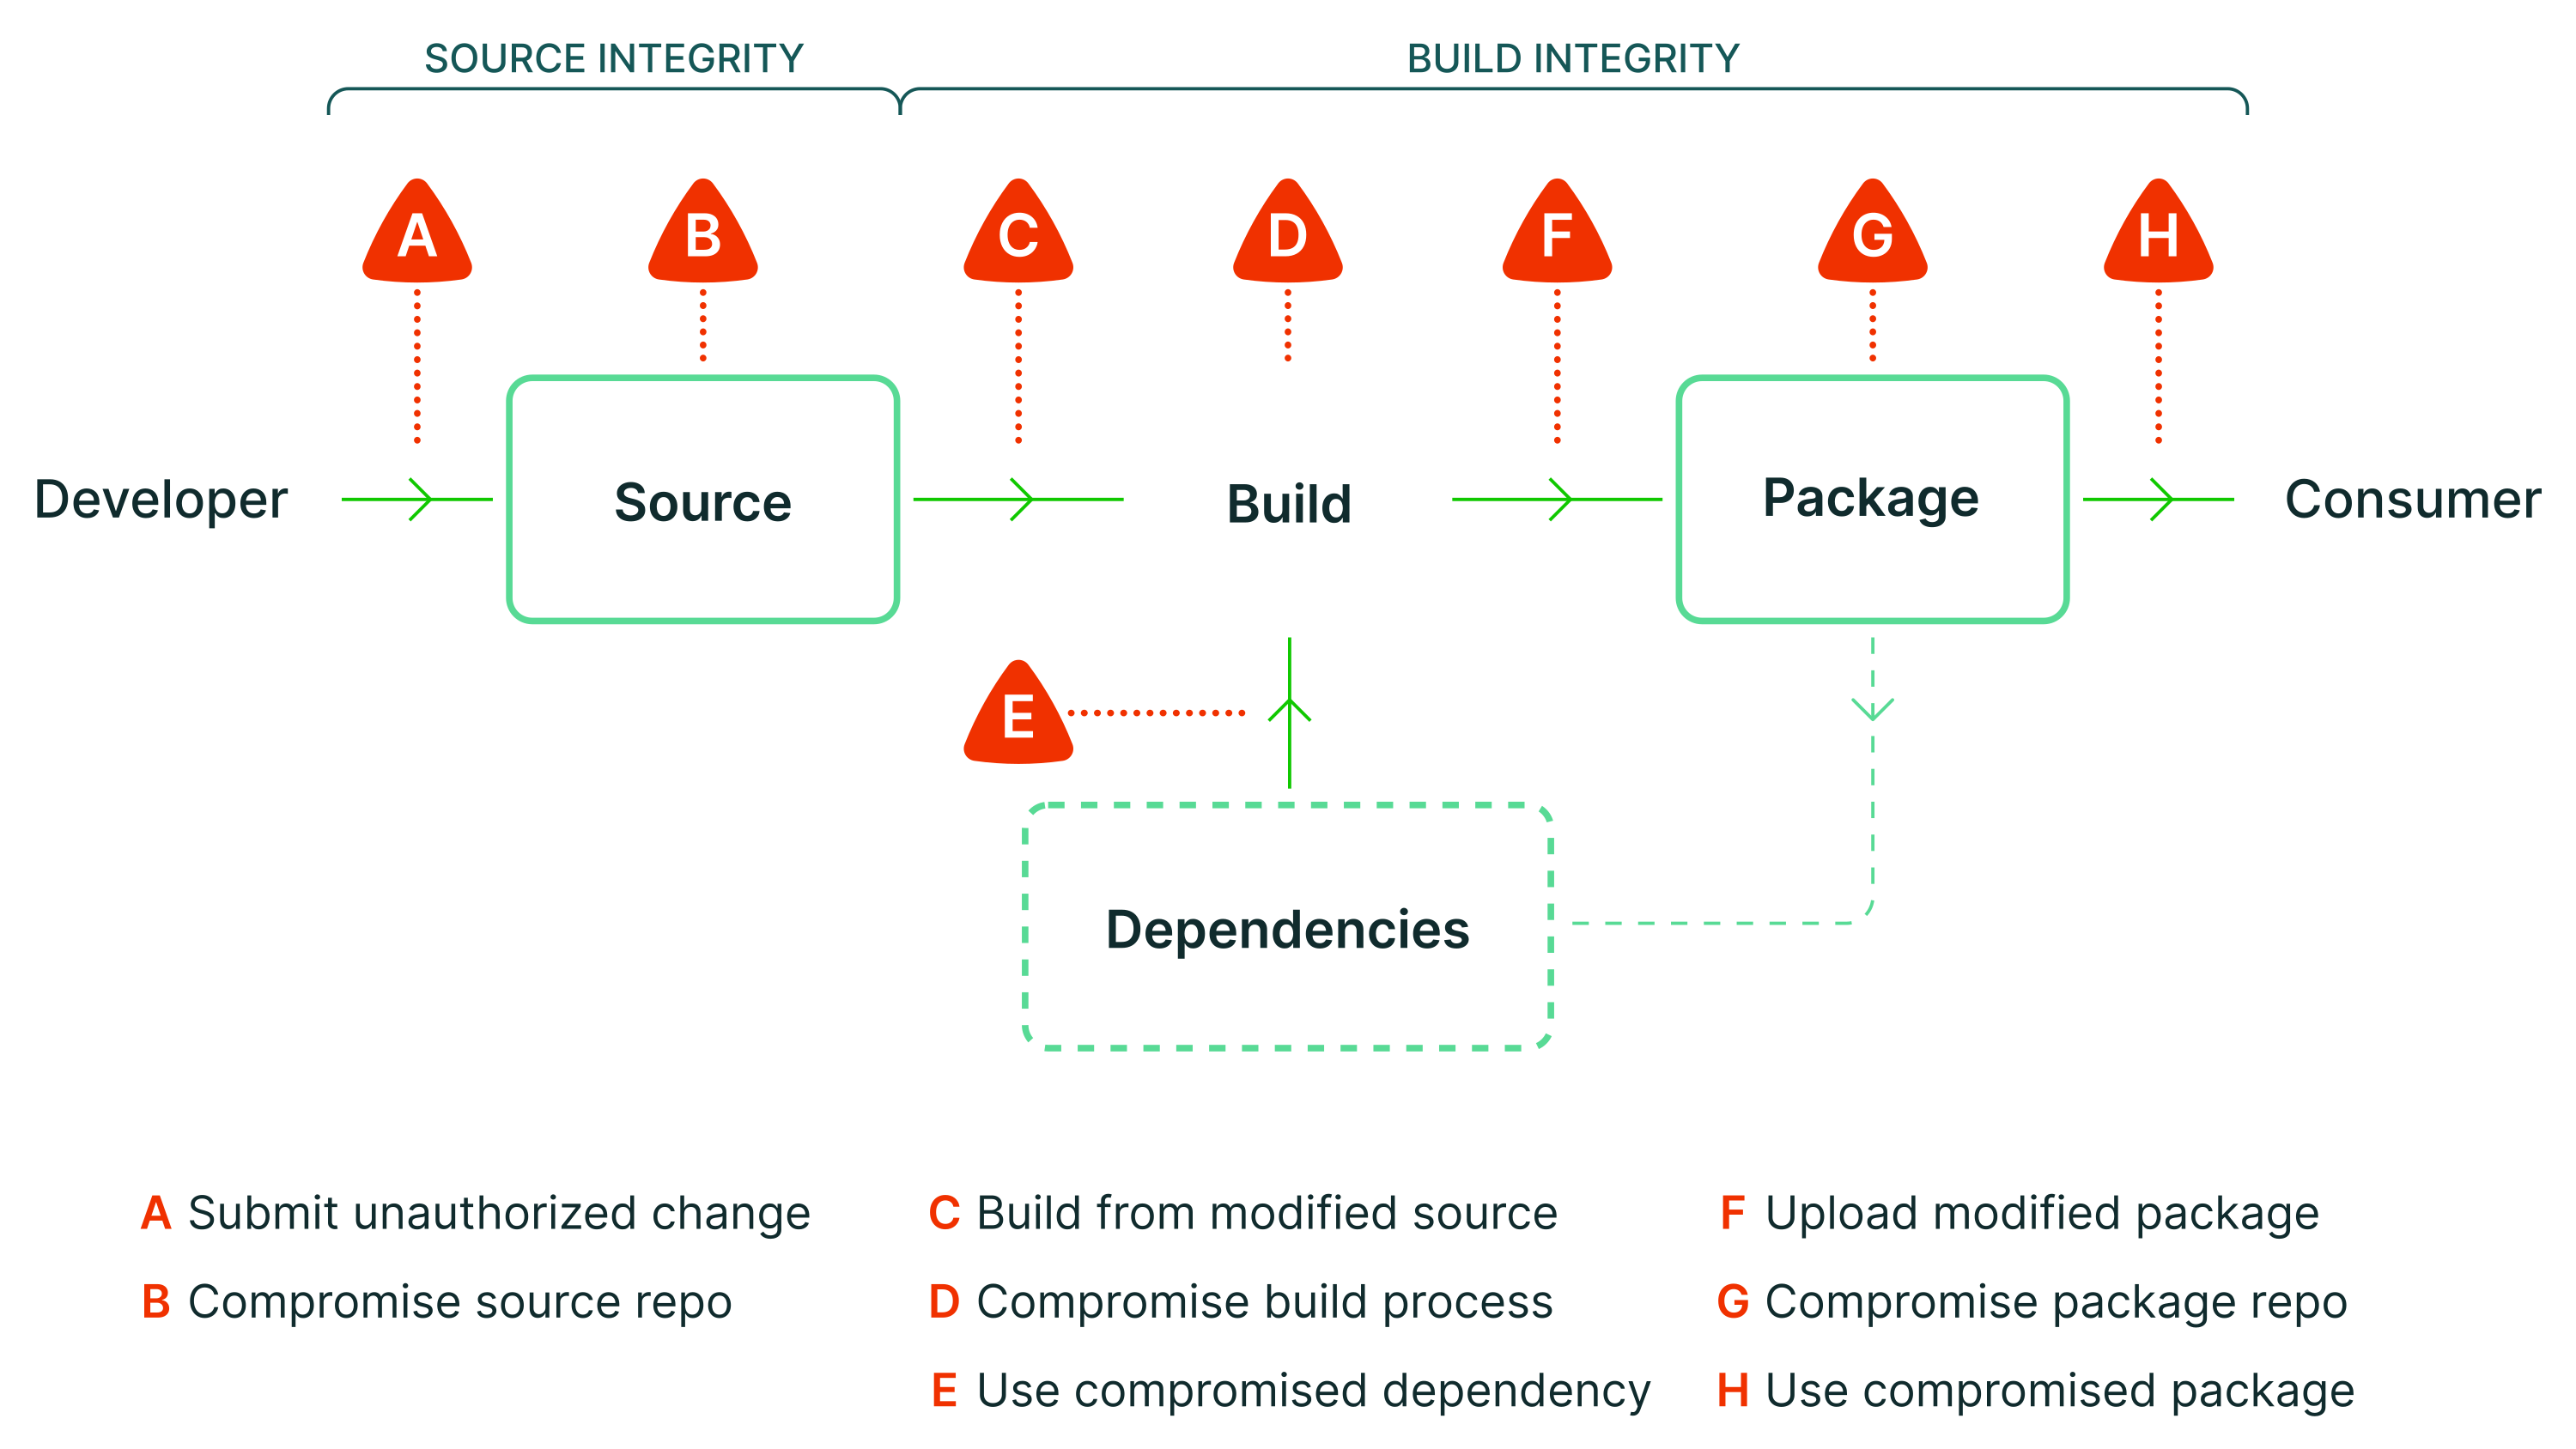 SOURCE INTEGRITY
BUILD INTEGRITY
A
B
C
D
F
G
H
Developer
Source
Build
Package
Consumer
E
Dependencies
A Submit unauthorized change
B Compromise source repo
C Build from modified source
D Compromise build process
E Use compromised dependency
F Upload modified package
G Compromise package repo
H Use compromised package